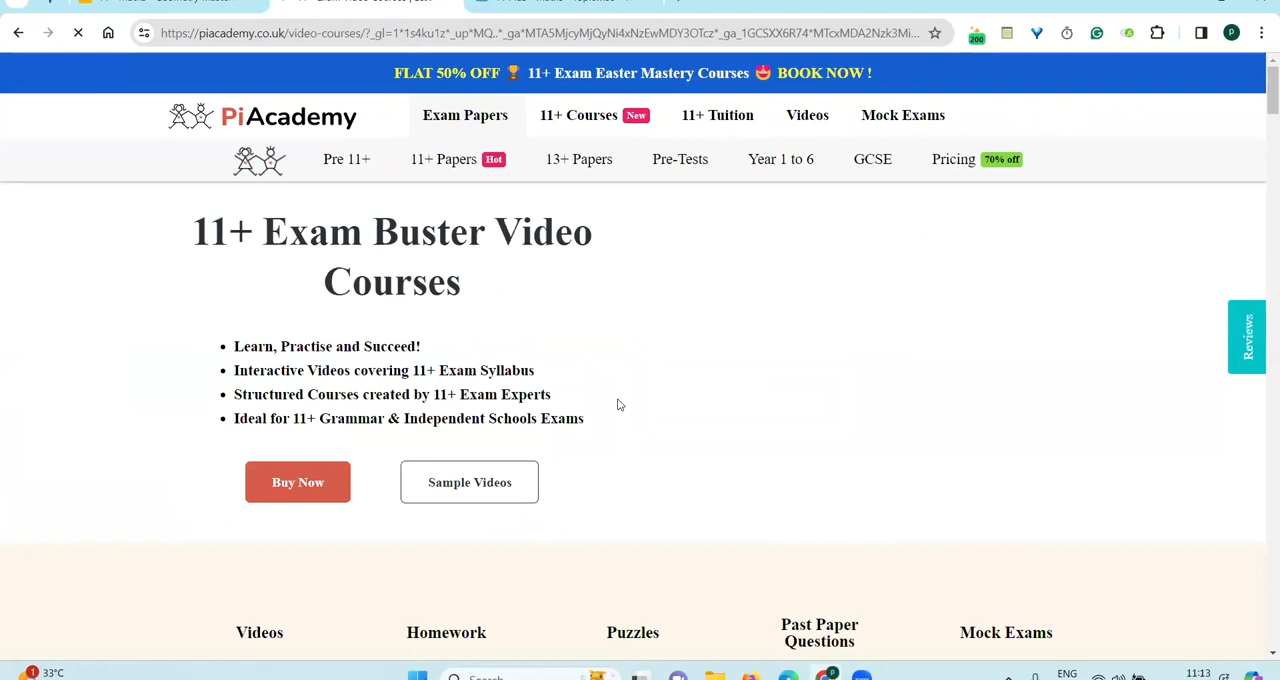 https://piacademy.co.uk/video-courses/?_gl=1*1s4ku1z*_up*MQ..*_ga*MTA5MjcyMjQyNi4xNzEwMDY3OTcz*_ga_1GCSXX6R74*MTcxMDA2Nzk3Mi...
200
P
FLAT 50% OFF 🏆 11+ Exam Easter Mastery Courses 😍 BOOK NOW !
PiAcademy
Exam Papers
11+ Courses New
11+ Tuition
Videos
Mock Exams
Pre 11+
11+ Papers Hot
13+ Papers
Pre-Tests
Year 1 to 6
GCSE
Pricing 70% off
11+ Exam Buster Video
Courses
• Learn, Practise and Succeed!
• Interactive Videos covering 11+ Exam Syllabus
• Structured Courses created by 11+ Exam Experts
• Ideal for 11+ Grammar & Independent Schools Exams
Reviews
Buy Now
Sample Videos
Videos
Homework
Puzzles
Past Paper
Questions
Mock Exams
1
33°C
Search
ENG
11:13